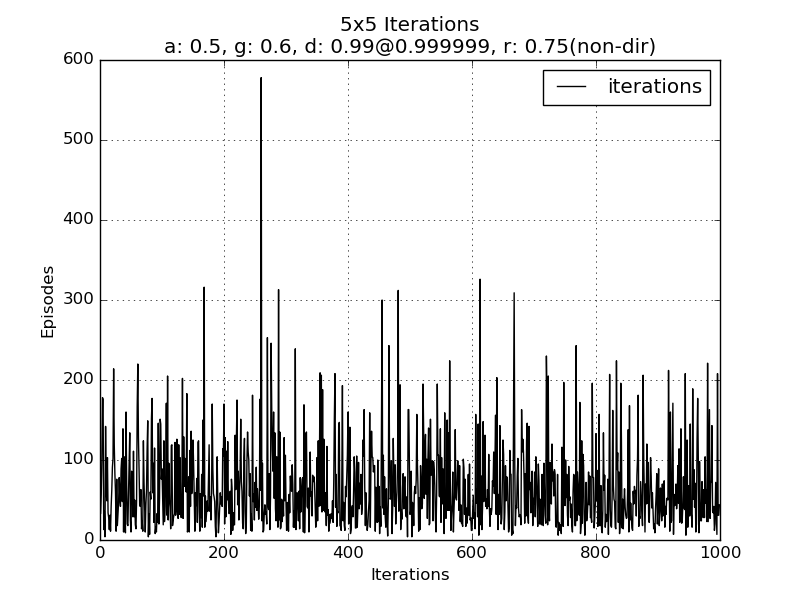 5x5 Iterations
a: 0.5, g: 0.6, d: 0.99@0.999999, r: 0.75(non-dir)
600
500
400
300
200
100
0
Episodes
iterations
0 200 400 600 800 1000
Iterations